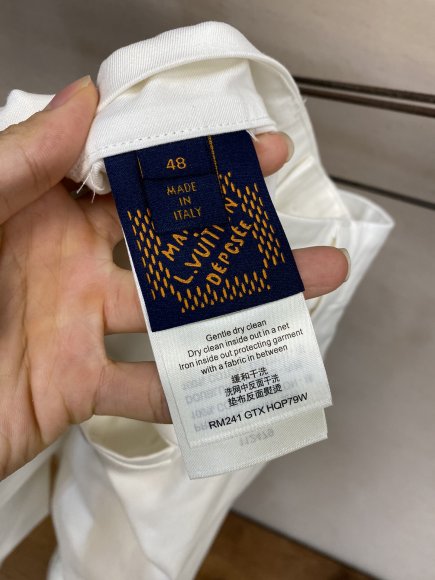 48
MADE IN
ITALY
L.VUITTON
DÉPOSÉE
Gentle dry clean
Dry clean inside out in a net
Iron inside out protecting garment
with a fabric in between
缓和干洗
洗网中反面干洗
垫布反面熨烫
RM241 GTX HQP79W